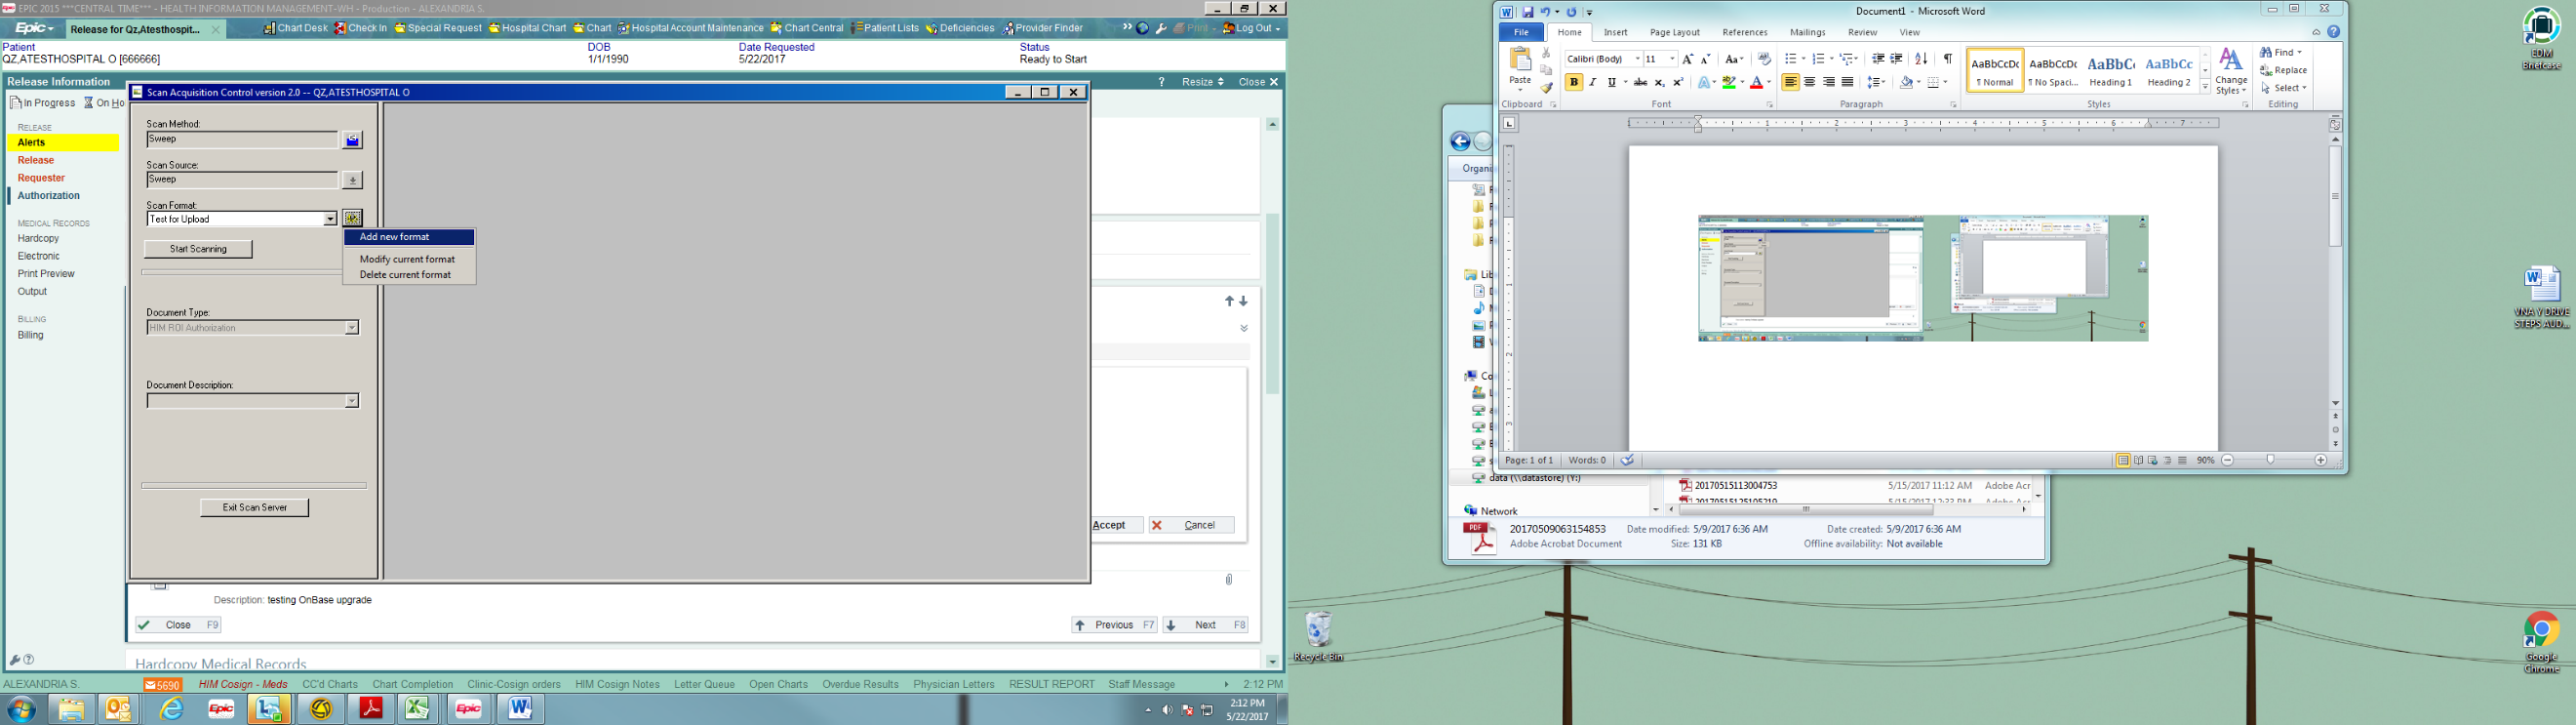 EPIC 2015 ***CENTRAL TIME*** - HEALTH INFORMATION MANAGEMENT-WH - Production - ALEXANDRIA S.
Epic
Release for Qz,Atesthospit...
Chart Desk
Check In
Special Request
Hospital Chart
Chart
Hospital Account Maintenance
Chart Central
Patient Lists
Deficiencies
Provider Finder
Print
Log Out
Patient
DOB
Date Requested
Status
QZ,ATESTHOSPITAL O [666666]
1/1/1990
5/22/2017
Ready to Start
Release Information
? Resize Close
In Progress
On Ho
RELEASE
Alerts
Release
Requester
Authorization
MEDICAL RECORDS
Hardcopy
Electronic
Print Preview
Output
BILLING
Billing
Scan Acquisition Control version 2.0 -- QZ,ATESTHOSPITAL O
Scan Method:
Sweep
Scan Source:
Sweep
Scan Format:
Test for Upload
Add new format
Modify current format
Delete current format
Start Scanning
Document Type:
HIM ROI Authorization
Document Description:
Exit Scan Server
Accept
Cancel
Description: testing OnBase upgrade
Close F9
Previous F7
Next F8
Hardcopy Medical Records
ALEXANDRIA S.
5690
HIM Cosign - Meds
CC'd Charts
Chart Completion
Clinic-Cosign orders
HIM Cosign Notes
Letter Queue
Open Charts
Overdue Results
Physician Letters
RESULT REPORT
Staff Message
2:12 PM
2:12 PM
5/22/2017
Document1 - Microsoft Word
File
Home
Insert
Page Layout
References
Mailings
Review
View
Paste
Calibri (Body)
11
AaBbCcDc
AaBbCcDc
AaBbC
AaBbCc
¶ Normal
¶ No Spaci...
Heading 1
Heading 2
Change
Styles
Find
Replace
Select
Clipboard
Font
Paragraph
Styles
Editing
Page: 1 of 1
Words: 0
90%
Organi
Lib
Co
data (\\datastore) (Y:)
Network
20170515113004753
5/15/2017 11:12 AM
Adobe Acr
20170509063154853
Date modified: 5/9/2017 6:36 AM
Date created: 5/9/2017 6:36 AM
Adobe Acrobat Document
Size: 131 KB
Offline availability: Not available
EDM
Briefcase
VNA Y DRIVE
STEPS AUD...
Recycle Bin
Google
Chrome